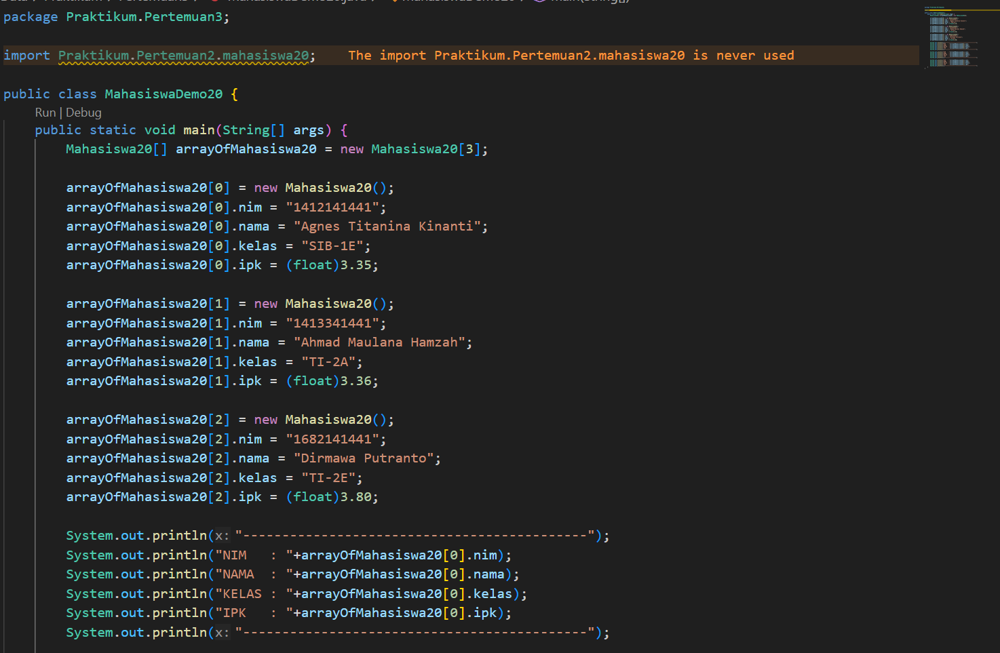 package Praktikum.Pertemuan3;
import Praktikum.Pertemuan2.mahasiswa20; The import Praktikum.Pertemuan2.mahasiswa20 is never used
public class MahasiswaDemo20 {
Run | Debug
public static void main(String[] args) {
Mahasiswa20[] arrayOfMahasiswa20 = new Mahasiswa20[3];
arrayOfMahasiswa20[0] = new Mahasiswa20();
arrayOfMahasiswa20[0].nim = "1412141441";
arrayOfMahasiswa20[0].nama = "Agnes Titanina Kinanti";
arrayOfMahasiswa20[0].kelas = "SIB-1E";
arrayOfMahasiswa20[0].ipk = (float)3.35;
arrayOfMahasiswa20[1] = new Mahasiswa20();
arrayOfMahasiswa20[1].nim = "1413341441";
arrayOfMahasiswa20[1].nama = "Ahmad Maulana Hamzah";
arrayOfMahasiswa20[1].kelas = "TI-2A";
arrayOfMahasiswa20[1].ipk = (float)3.36;
arrayOfMahasiswa20[2] = new Mahasiswa20();
arrayOfMahasiswa20[2].nim = "1682141441";
arrayOfMahasiswa20[2].nama = "Dirmawa Putranto";
arrayOfMahasiswa20[2].kelas = "TI-2E";
arrayOfMahasiswa20[2].ipk = (float)3.80;
System.out.println(x: "--------------------------------------------");
System.out.println("NIM   : "+arrayOfMahasiswa20[0].nim);
System.out.println("NAMA  : "+arrayOfMahasiswa20[0].nama);
System.out.println("KELAS : "+arrayOfMahasiswa20[0].kelas);
System.out.println("IPK   : "+arrayOfMahasiswa20[0].ipk);
System.out.println(x: "--------------------------------------------");